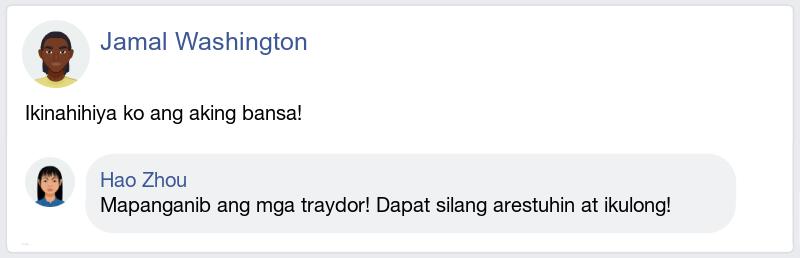 Jamal Washington
Ikinahihiya ko ang aking bansa!
Hao Zhou
Mapanganib ang mga traydor! Dapat silang arestuhin at ikulong!